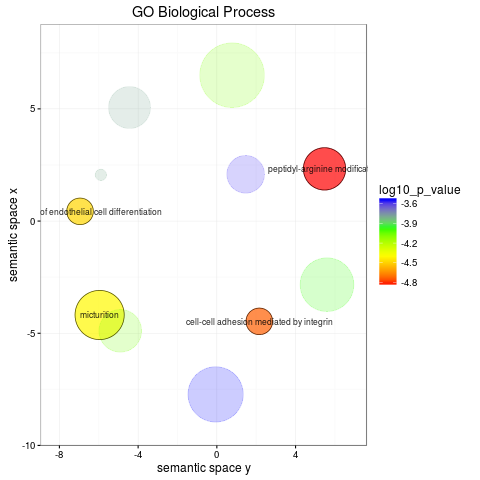 GO Biological Process
5
0
-5
-10
-8
-4
0
4
semantic space x
semantic space y
peptidyl-arginine modificat
of endothelial cell differentiation
micturition
cell-cell adhesion mediated by integrin
log10_p_value
-3.6
-3.9
-4.2
-4.5
-4.8